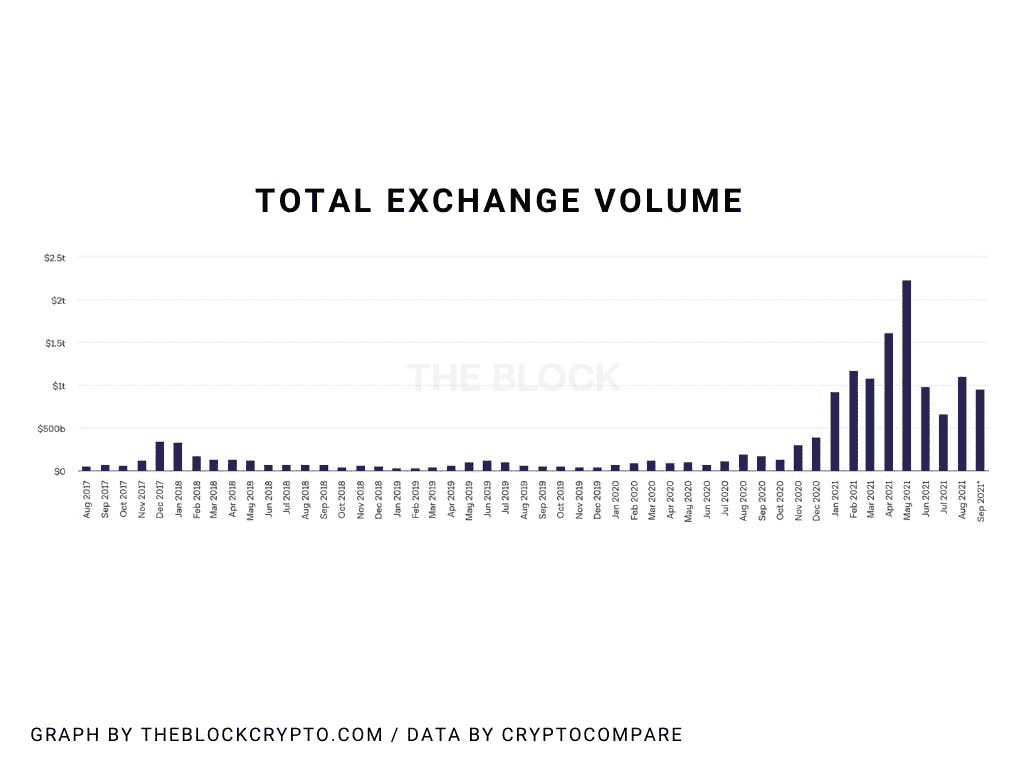 TOTAL EXCHANGE VOLUME
$2.5t
$2t
$1.5t
$1t
$500b
$0
THE BLOCK
Aug 2017
Sep 2017
Oct 2017
Nov 2017
Dec 2017
Jan 2018
Feb 2018
Mar 2018
Apr 2018
May 2018
Jun 2018
Jul 2018
Aug 2018
Sep 2018
Oct 2018
Nov 2018
Dec 2018
Jan 2019
Feb 2019
Mar 2019
Apr 2019
May 2019
Jun 2019
Jul 2019
Aug 2019
Sep 2019
Oct 2019
Nov 2019
Dec 2019
Jan 2020
Feb 2020
Mar 2020
Apr 2020
May 2020
Jun 2020
Jul 2020
Aug 2020
Sep 2020
Oct 2020
Nov 2020
Dec 2020
Jan 2021
Feb 2021
Mar 2021
Apr 2021
May 2021
Jun 2021
Jul 2021
Aug 2021
Sep 2021*
GRAPH BY THEBLOCKCRYPTO.COM / DATA BY CRYPTOCOMPARE